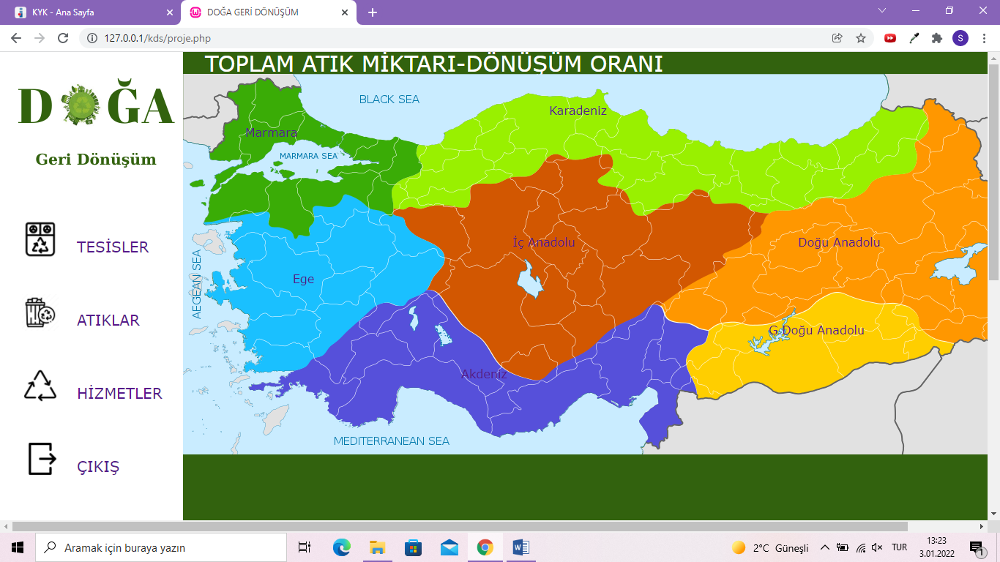 KYK - Ana Sayfa
DOĞA GERİ DÖNÜŞÜM
127.0.0.1/kds/proje.php
S
DOĞA
Geri Dönüşüm
TESİSLER
ATIKLAR
HİZMETLER
ÇIKIŞ
TOPLAM ATIK MİKTARI-DÖNÜŞÜM ORANI
BLACK SEA
Karadeniz
Marmara
MARMARA SEA
İç Anadolu
Doğu Anadolu
AEGEAN SEA
Ege
G.Doğu Anadolu
Akdeniz
MEDITERRANEAN SEA
Aramak için buraya yazın
2°C Güneşli
TUR
13:23
3.01.2022
1